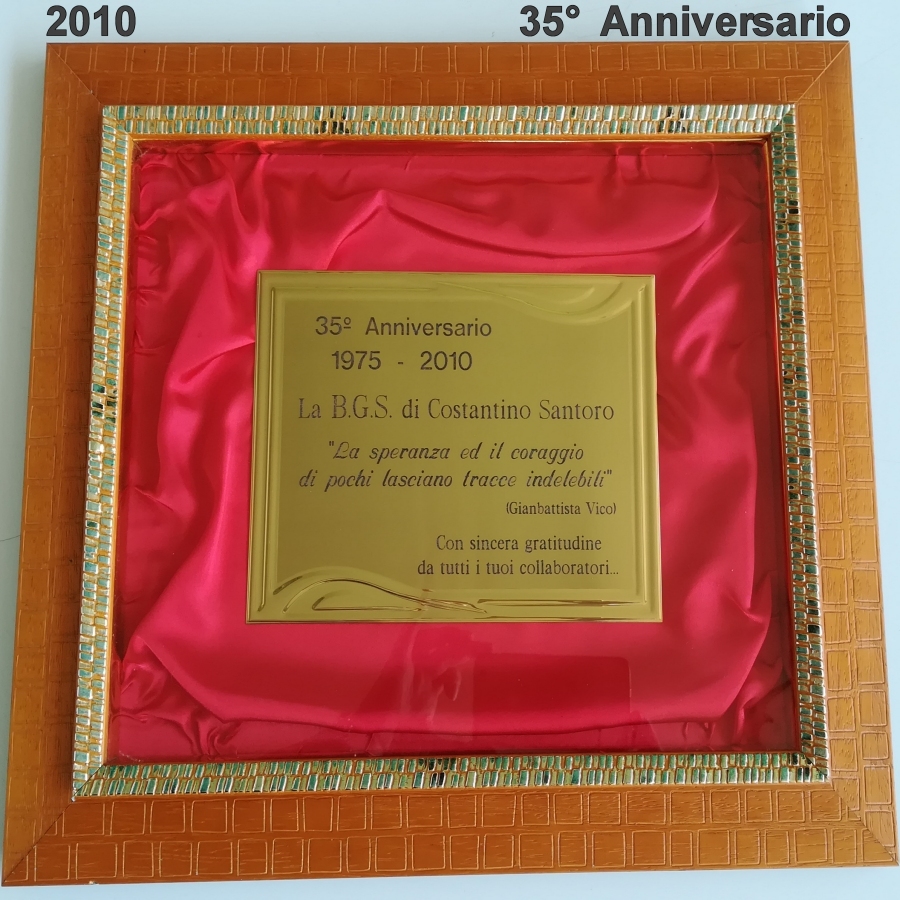 2010 35° Anniversario
35º Anniversario
1975 - 2010
La B.G.S. di Costantino Santoro
"La speranza ed il coraggio
di pochi lasciano tracce indelebili"
(Gianbattista Vico)
Con sincera gratitudine
da tutti i tuoi collaboratori...